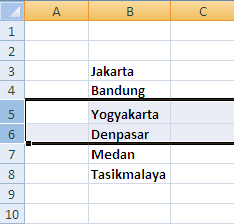 A B C
1
2
3 Jakarta
4 Bandung
5 Yogyakarta
6 Denpasar
7 Medan
8 Tasikmalaya
9
10